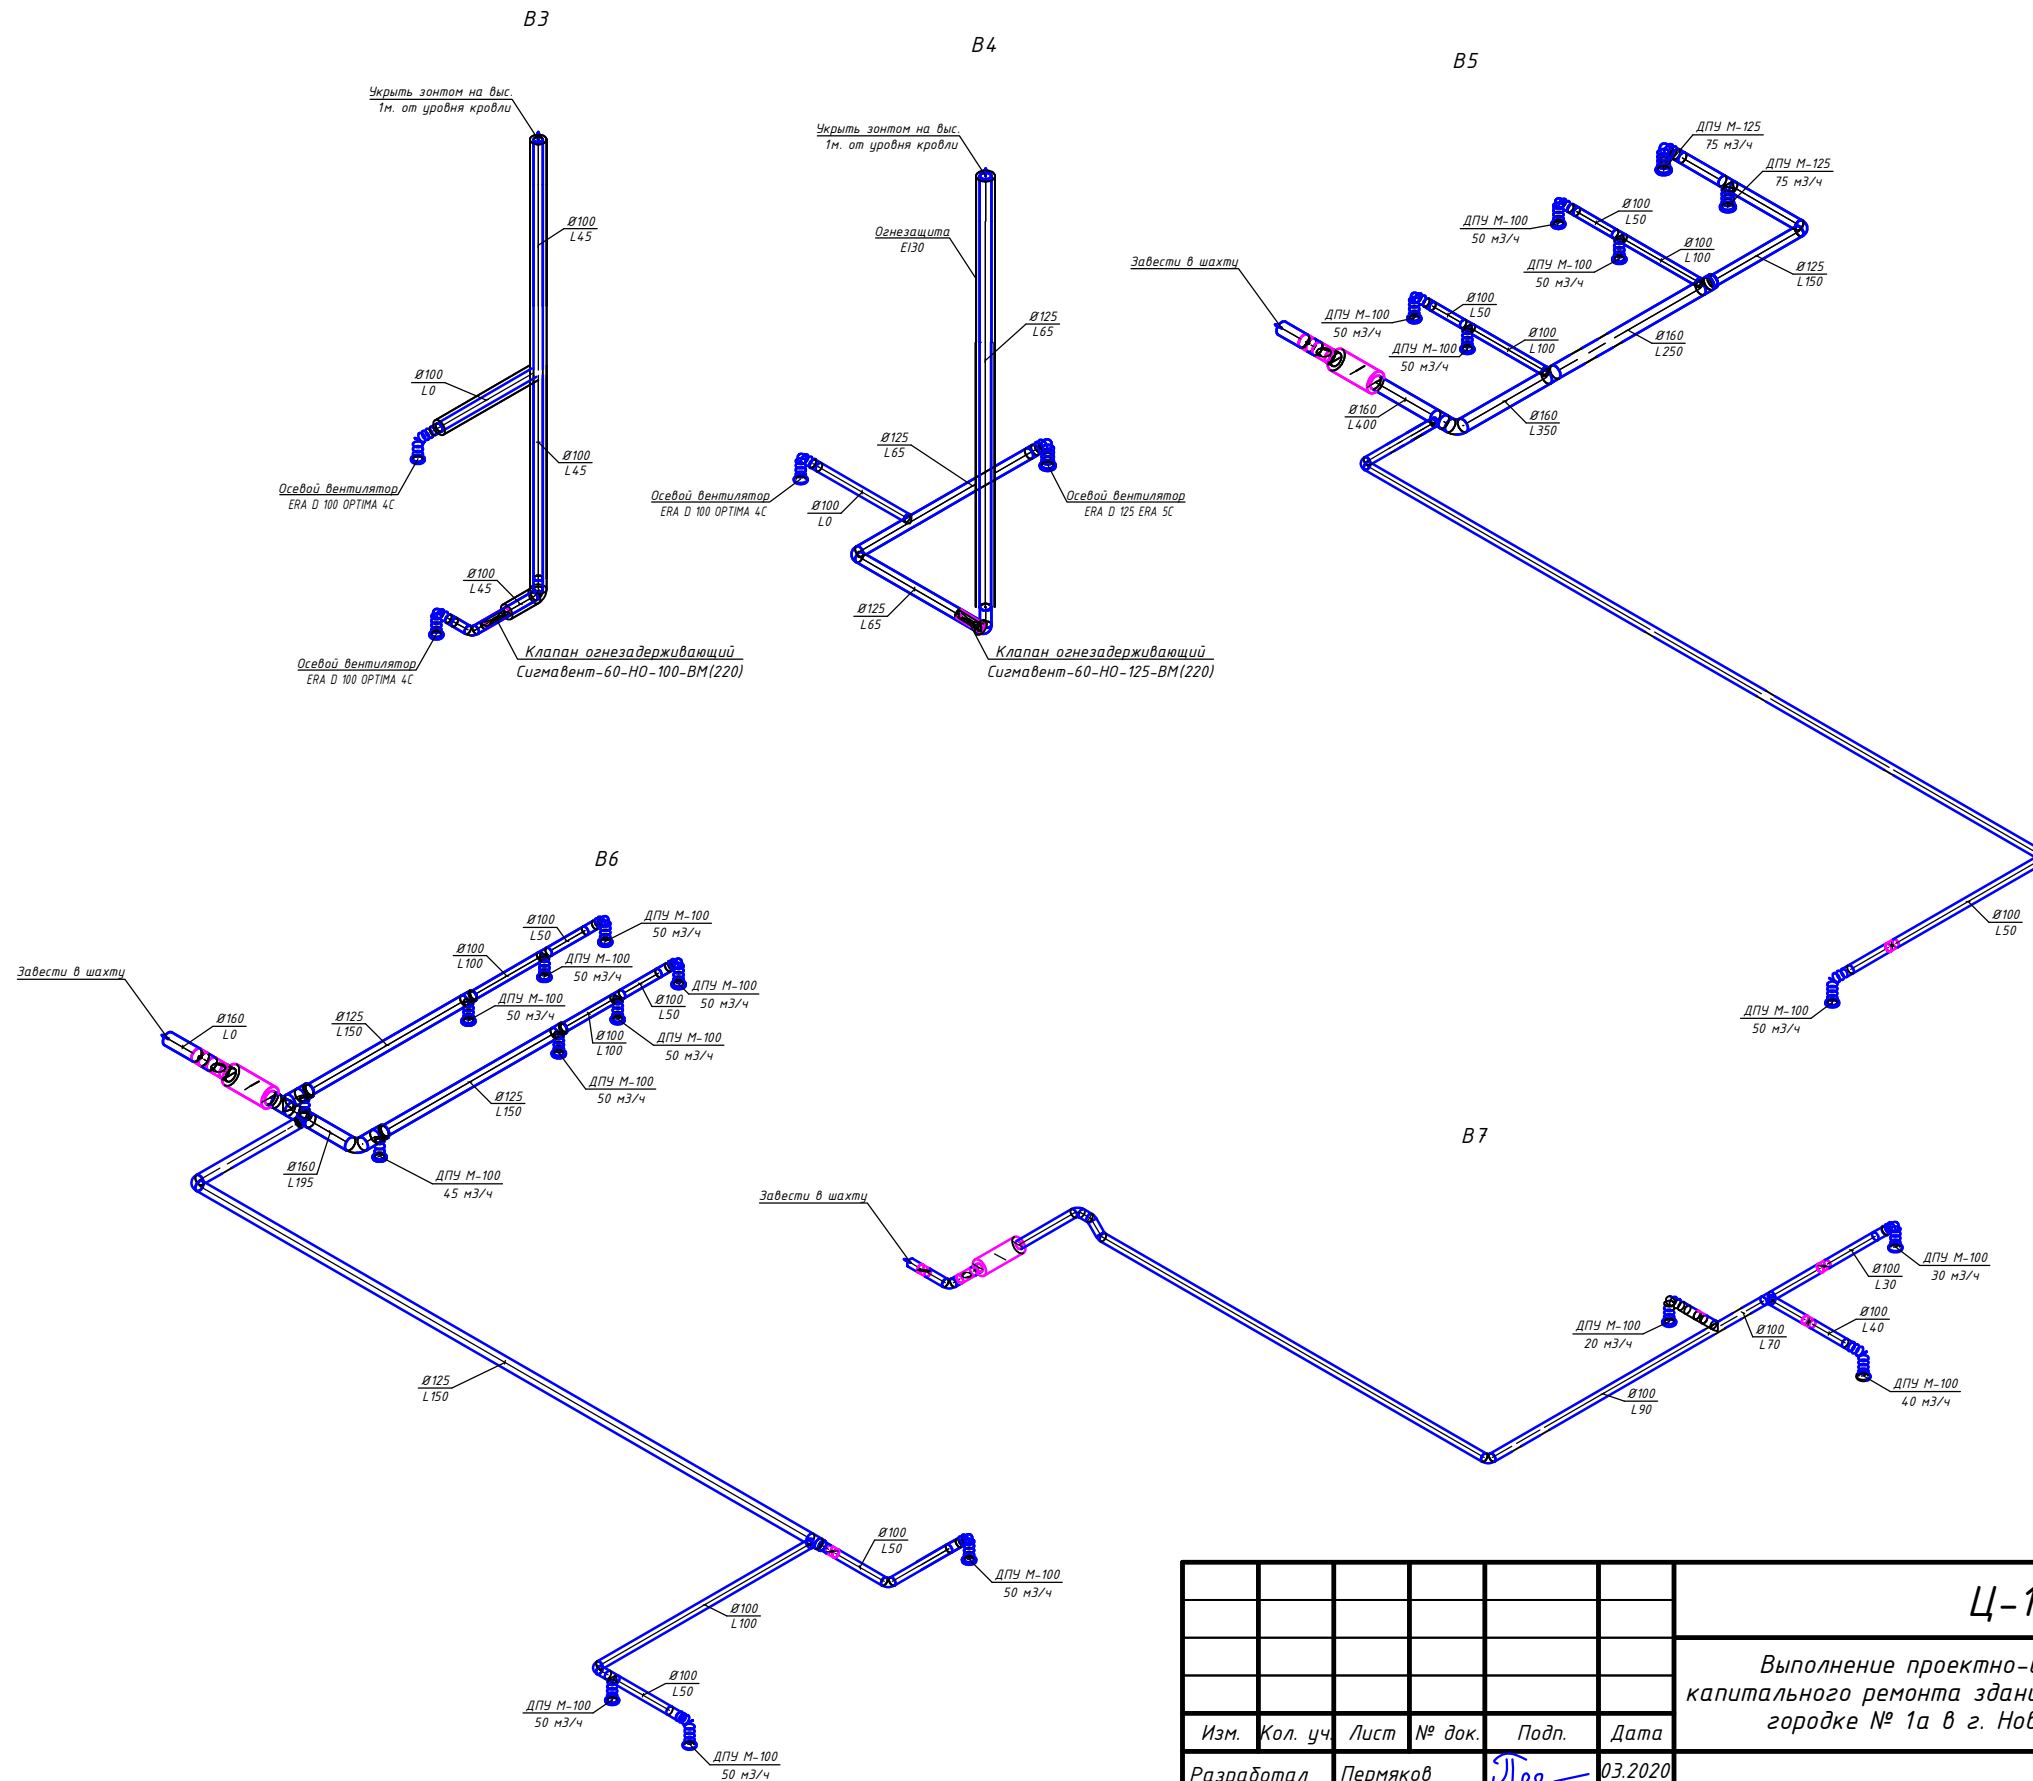 В3
Укрыть зонтом на выс.
1м. от уровня кровли
Ø100
L45
Ø100
L0
Ø100
L45
Осевой вентилятор
ERA D 100 OPTIMA 4C
Ø100
L45
Осевой вентилятор
ERA D 100 OPTIMA 4C
Клапан огнезадерживающий
Сигмавент-60-НО-100-ВМ(220)
В4
Укрыть зонтом на выс.
1м. от уровня кровли
Огнезащита
EI30
Ø125
L65
Ø125
L65
Осевой вентилятор
ERA D 100 OPTIMA 4C
Ø100
L0
Осевой вентилятор
ERA D 125 ERA 5C
Ø125
L65
Клапан огнезадерживающий
Сигмавент-60-НО-125-ВМ(220)
В5
ДПУ М-125
75 м3/ч
ДПУ М-125
75 м3/ч
Ø100
L50
ДПУ М-100
50 м3/ч
Ø100
L100
ДПУ М-100
50 м3/ч
Ø125
L150
Завести в шахту
Ø100
L50
ДПУ М-100
50 м3/ч
Ø100
L100
ДПУ М-100
50 м3/ч
Ø160
L250
Ø160
L400
Ø160
L350
Ø100
L50
ДПУ М-100
50 м3/ч
В6
Ø100
L50
ДПУ М-100
50 м3/ч
Ø100
L100
ДПУ М-100
50 м3/ч
Завести в шахту
ДПУ М-100
50 м3/ч
ДПУ М-100
50 м3/ч
Ø100
L50
Ø160
L0
Ø125
L150
Ø100
L100
ДПУ М-100
50 м3/ч
ДПУ М-100
50 м3/ч
Ø125
L150
Ø160
L195
ДПУ М-100
45 м3/ч
Ø125
L150
Ø100
L50
ДПУ М-100
50 м3/ч
Ø100
L100
Ø100
L50
ДПУ М-100
50 м3/ч
ДПУ М-100
50 м3/ч
В7
Завести в шахту
ДПУ М-100
30 м3/ч
Ø100
L30
Ø100
L40
ДПУ М-100
20 м3/ч
Ø100
L70
ДПУ М-100
40 м3/ч
Ø100
L90
Ц-1
Выполнение проектно-
капитального ремонта здани
городке № 1а в г. Нов
Изм. Кол. уч. Лист № док. Подп. Дата
Разработал Пермяков 03.2020